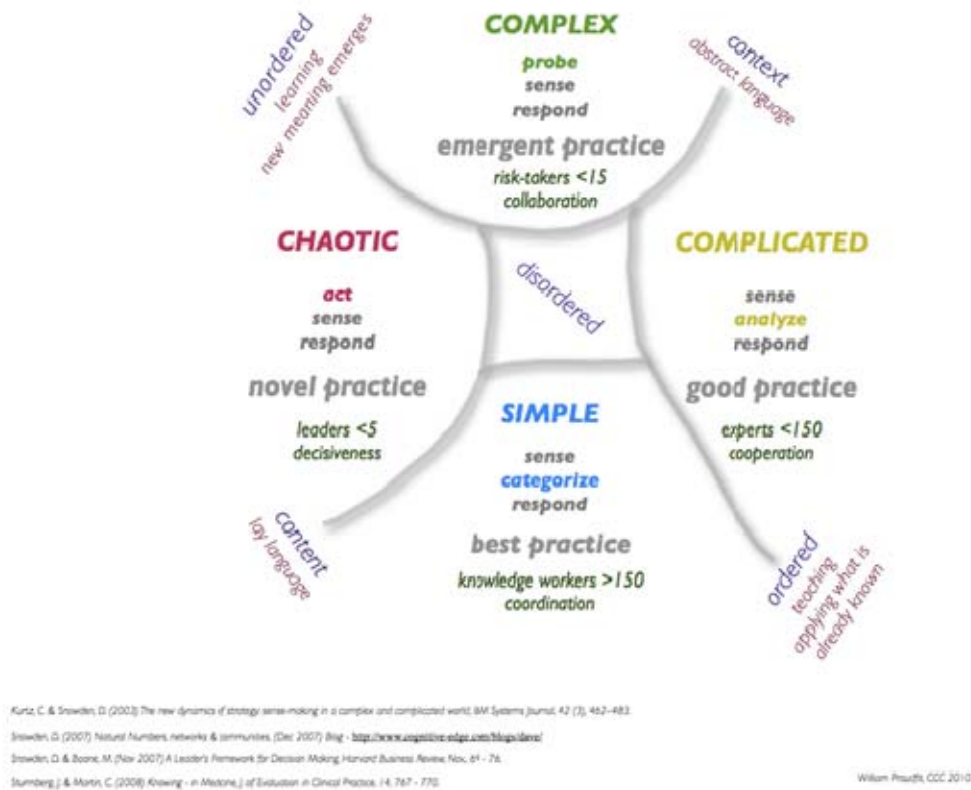 COMPLEX
probe
sense
respond
emergent practice
risk-takers <15
collaboration
unordered
learning
new meaning emerges
context
abstract language
CHAOTIC
act
sense
respond
novel practice
leaders <5
decisiveness
disordered
COMPLICATED
sense
analyze
respond
good practice
experts <150
cooperation
SIMPLE
sense
categorize
respond
best practice
knowledge workers >150
coordination
content
lay language
ordered
teaching
applying what is
already known
Kurtz, C. & Snowden, D. (2003) The new dynamics of strategy: sense-making in a complex and complicated world, IBM Systems Journal, 42 (3), 462–483.
Snowden, D. (2007) Natural Numbers, networks & communities, (Dec 2007) Blog - http://www.cognitive-edge.com/blogs/dave/
Snowden, D. & Boone, M. (Nov 2007) A Leader's Framework for Decision Making, Harvard Business Review, Nov, - 76.
Sturmberg, J. & Martin, C. (2008) Knowing - in Medicine, J. of Evaluation in Clinical Practice, 14, 767 - 770.
William CCC 2010